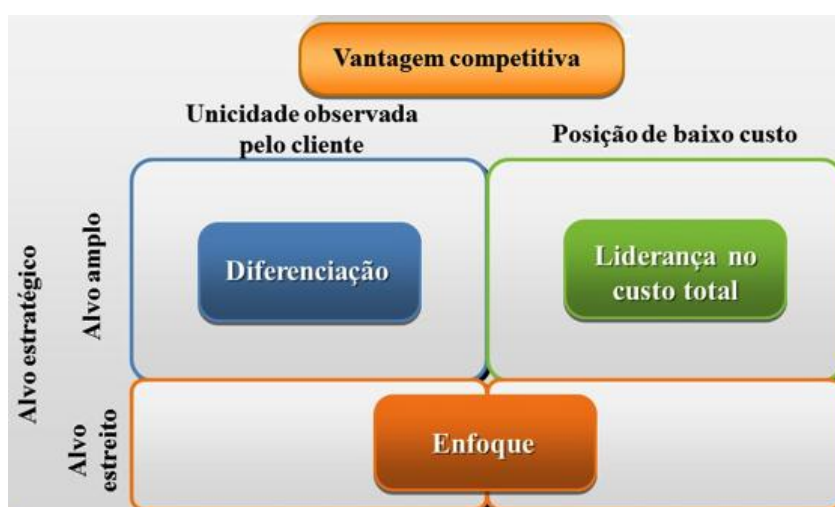 Vantagem competitiva
Unicidade observada
pelo cliente
Posição de baixo custo
Alvo estratégico
Alvo amplo
Diferenciação
Liderança no
custo total
Alvo
estreito
Enfoque